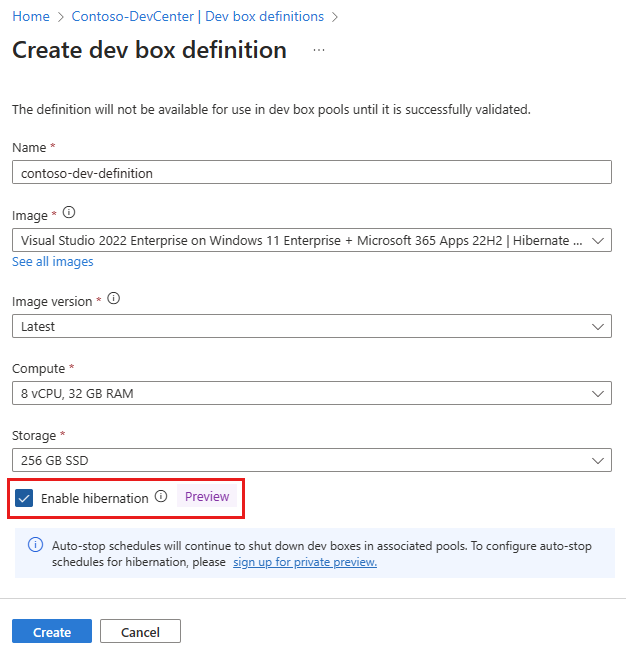 Home > Contoso-DevCenter | Dev box definitions >
Create dev box definition ...
The definition will not be available for use in dev box pools until it is successfully validated.
Name *
contoso-dev-definition
Image *
Visual Studio 2022 Enterprise on Windows 11 Enterprise + Microsoft 365 Apps 22H2 | Hibernate ...
See all images
Image version *
Latest
Compute *
8 vCPU, 32 GB RAM
Storage *
256 GB SSD
Enable hibernation Preview
Auto-stop schedules will continue to shut down dev boxes in associated pools. To configure auto-stop
schedules for hibernation, please sign up for private preview.
Create Cancel